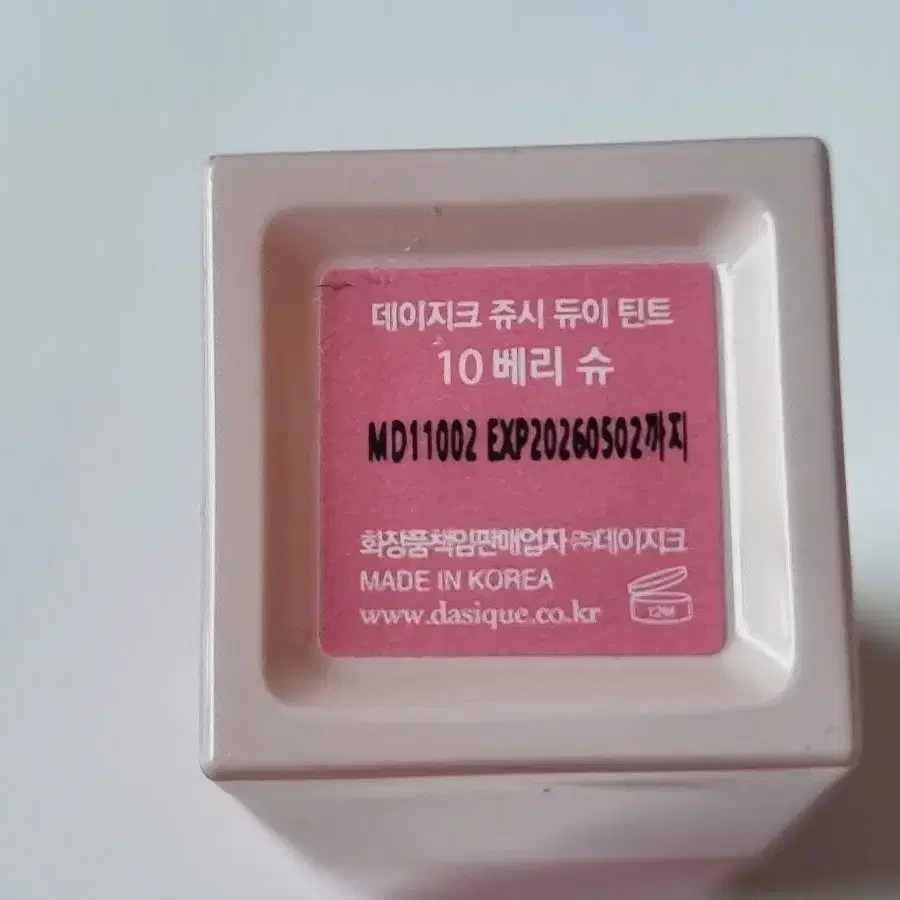 데이지크 쥬시 듀이 틴트
10 베리 슈
MD11002 EXP20260502까지
화장품책임판매업자 ㈜데이지크
MADE IN KOREA
www.dasique.co.kr
12M